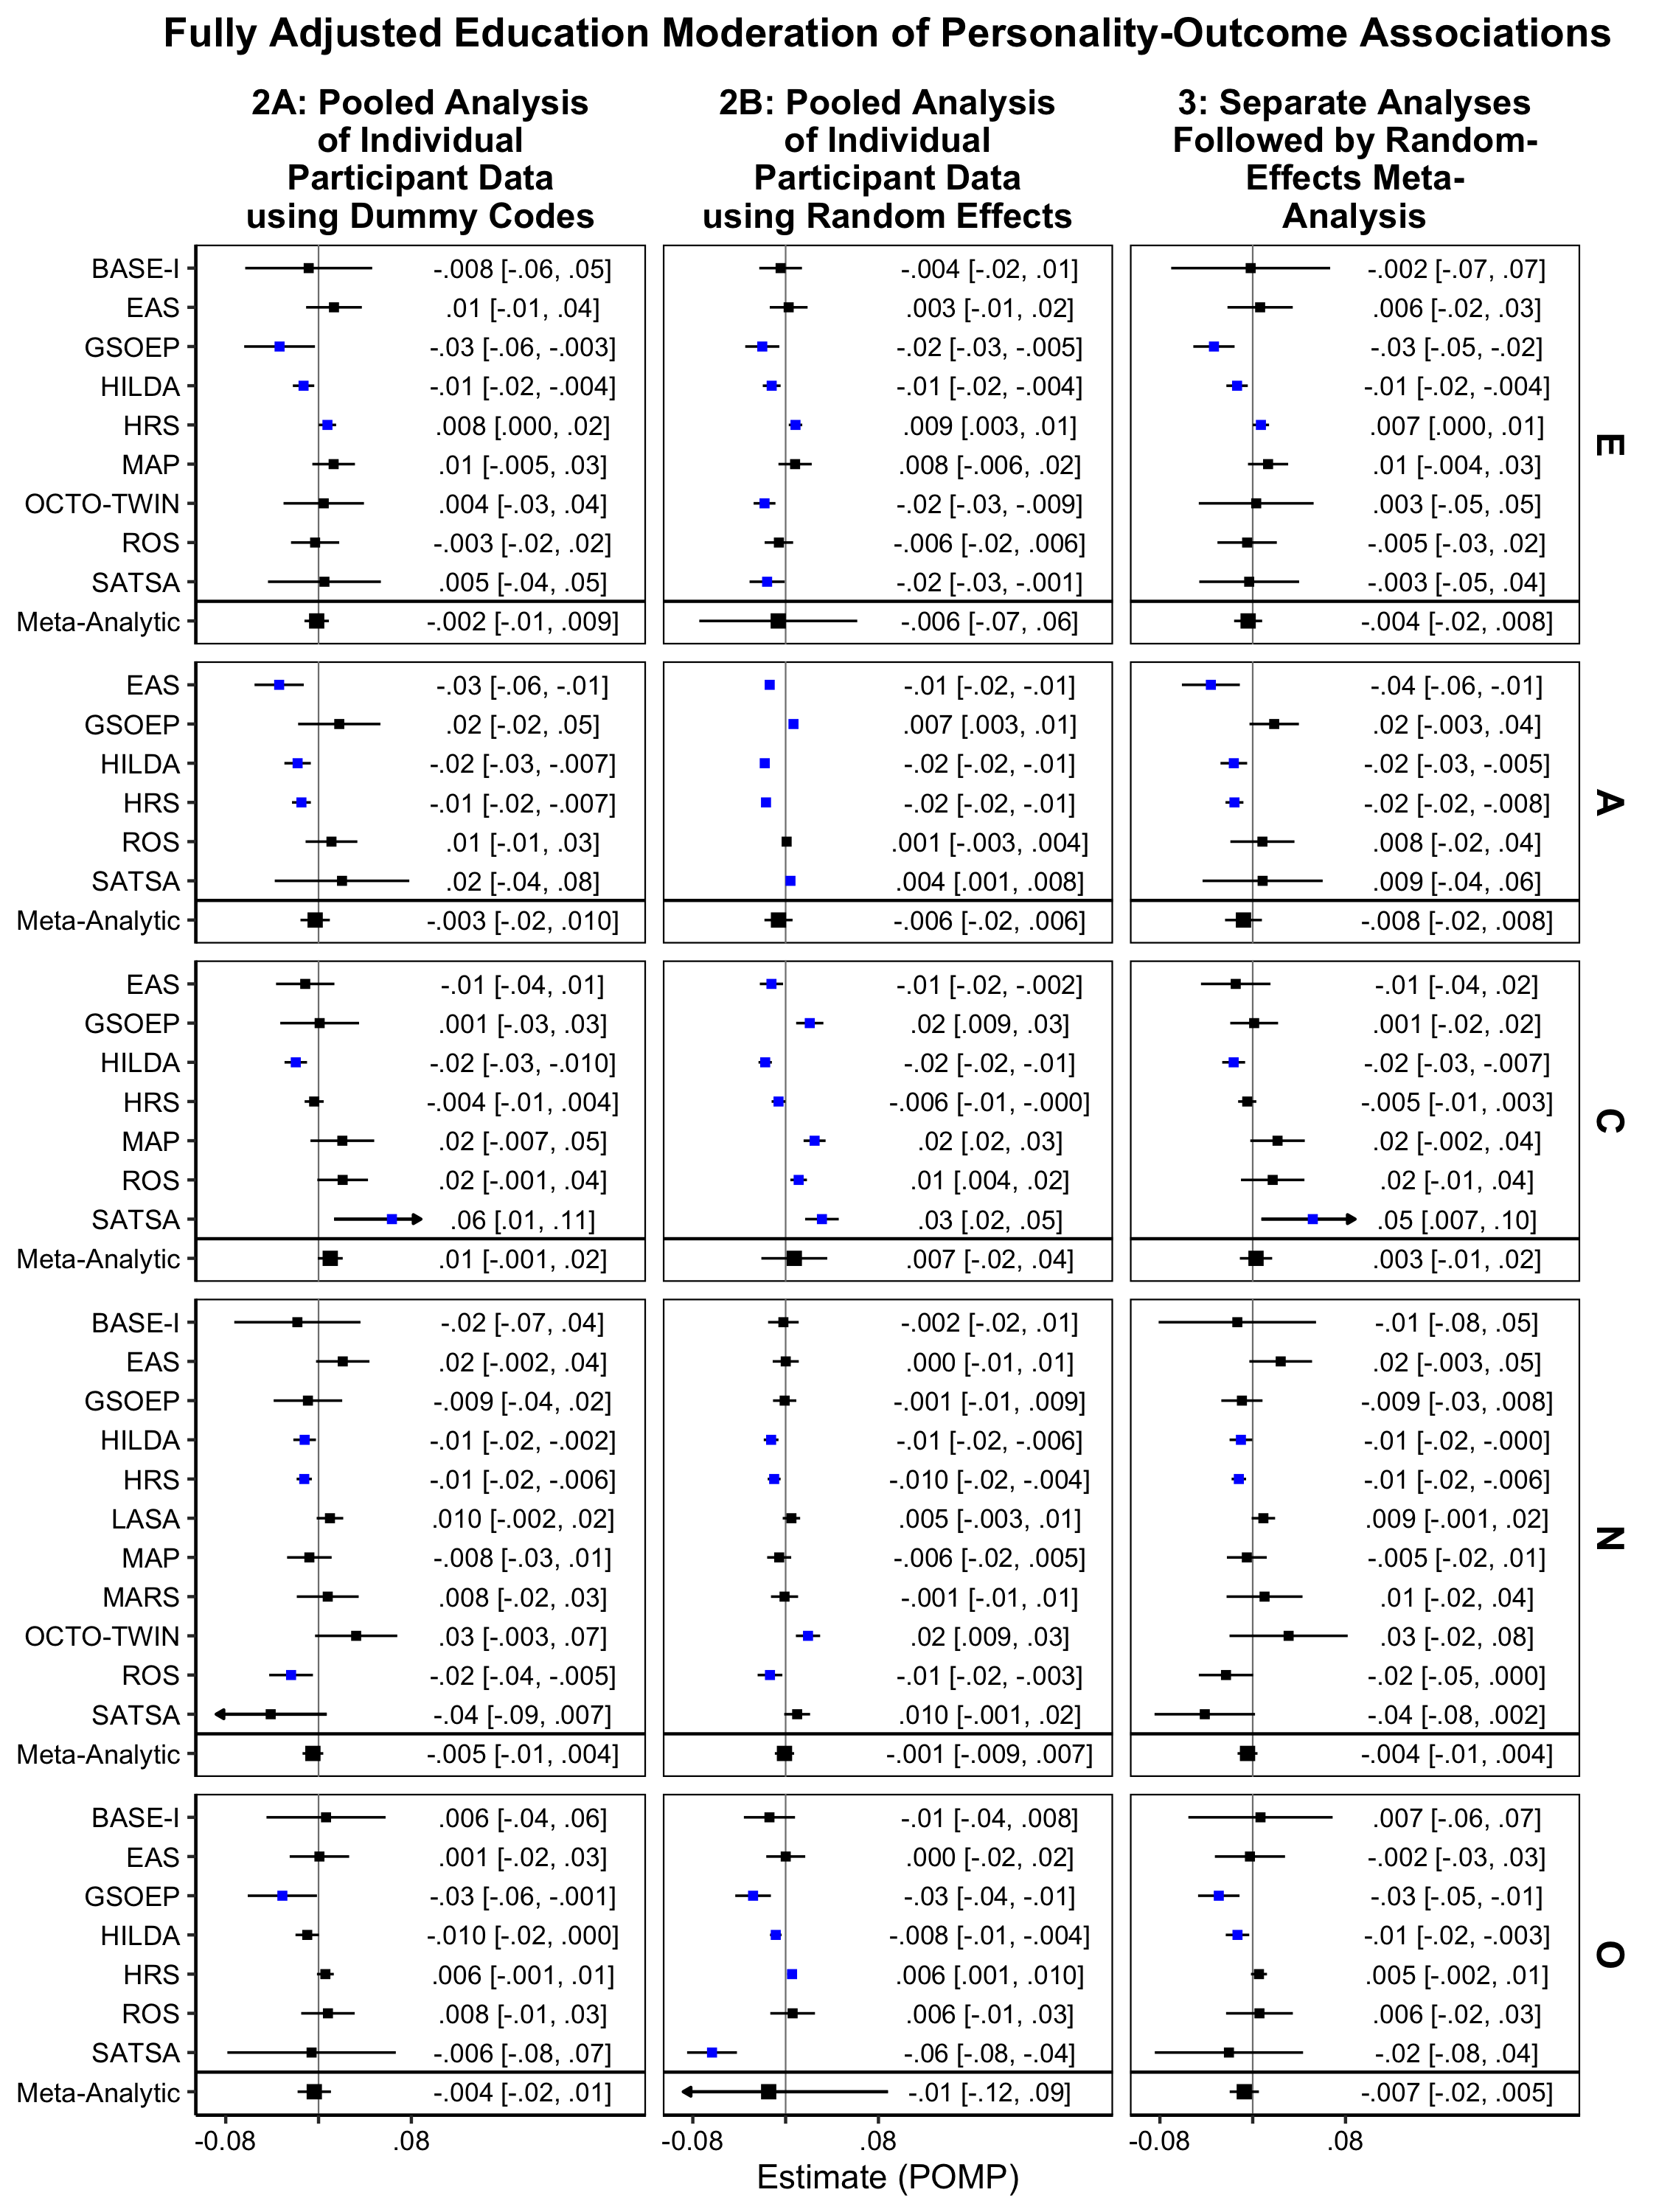 Fully Adjusted Education Moderation of Personality-Outcome Associations
2A: Pooled Analysis
of Individual
Participant Data
using Dummy Codes
2B: Pooled Analysis
of Individual
Participant Data
using Random Effects
3: Separate Analyses
Followed by Random-
Effects Meta-
Analysis
BASE-I -.008 [-.06, .05] -.004 [-.02, .01] -.002 [-.07, .07]
EAS .01 [-.01, .04] .003 [-.01, .02] .006 [-.02, .03]
GSOEP -.03 [-.06, -.003] -.02 [-.03, -.005] -.03 [-.05, -.02]
HILDA -.01 [-.02, -.004] -.01 [-.02, -.004] -.01 [-.02, -.004]
HRS .008 [.000, .02] .009 [.003, .01] .007 [.000, .01]
MAP .01 [-.005, .03] .008 [-.006, .02] .01 [-.004, .03]
OCTO-TWIN .004 [-.03, .04] -.02 [-.03, -.009] .003 [-.05, .05]
ROS -.003 [-.02, .02] -.006 [-.02, .006] -.005 [-.03, .02]
SATSA .005 [-.04, .05] -.02 [-.03, -.001] -.003 [-.05, .04]
Meta-Analytic -.002 [-.01, .009] -.006 [-.07, .06] -.004 [-.02, .008]
E
EAS -.03 [-.06, -.01] -.01 [-.02, -.01] -.04 [-.06, -.01]
GSOEP .02 [-.02, .05] .007 [.003, .01] .02 [-.003, .04]
HILDA -.02 [-.03, -.007] -.02 [-.02, -.01] -.02 [-.03, -.005]
HRS -.01 [-.02, -.007] -.02 [-.02, -.01] -.02 [-.02, -.008]
ROS .01 [-.01, .03] .001 [-.003, .004] .008 [-.02, .04]
SATSA .02 [-.04, .08] .004 [.001, .008] .009 [-.04, .06]
Meta-Analytic -.003 [-.02, .010] -.006 [-.02, .006] -.008 [-.02, .008]
A
EAS -.01 [-.04, .01] -.01 [-.02, -.002] -.01 [-.04, .02]
GSOEP .001 [-.03, .03] .02 [.009, .03] .001 [-.02, .02]
HILDA -.02 [-.03, -.010] -.02 [-.02, -.01] -.02 [-.03, -.007]
HRS -.004 [-.01, .004] -.006 [-.01, -.000] -.005 [-.01, .003]
MAP .02 [-.007, .05] .02 [.02, .03] .02 [-.002, .04]
ROS .02 [-.001, .04] .01 [.004, .02] .02 [-.01, .04]
SATSA .06 [.01, .11] .03 [.02, .05] .05 [.007, .10]
Meta-Analytic .01 [-.001, .02] .007 [-.02, .04] .003 [-.01, .02]
C
BASE-I -.02 [-.07, .04] -.002 [-.02, .01] -.01 [-.08, .05]
EAS .02 [-.002, .04] .000 [-.01, .01] .02 [-.003, .05]
GSOEP -.009 [-.04, .02] -.001 [-.01, .009] -.009 [-.03, .008]
HILDA -.01 [-.02, -.002] -.01 [-.02, -.006] -.01 [-.02, -.000]
HRS -.01 [-.02, -.006] -.010 [-.02, -.004] -.01 [-.02, -.006]
LASA .010 [-.002, .02] .005 [-.003, .01] .009 [-.001, .02]
MAP -.008 [-.03, .01] -.006 [-.02, .005] -.005 [-.02, .01]
MARS .008 [-.02, .03] -.001 [-.01, .01] .01 [-.02, .04]
OCTO-TWIN .03 [-.003, .07] .02 [.009, .03] .03 [-.02, .08]
ROS -.02 [-.04, -.005] -.01 [-.02, -.003] -.02 [-.05, .000]
SATSA -.04 [-.09, .007] .010 [-.001, .02] -.04 [-.08, .002]
Meta-Analytic -.005 [-.01, .004] -.001 [-.009, .007] -.004 [-.01, .004]
N
BASE-I .006 [-.04, .06] -.01 [-.04, .008] .007 [-.06, .07]
EAS .001 [-.02, .03] .000 [-.02, .02] -.002 [-.03, .03]
GSOEP -.03 [-.06, -.001] -.03 [-.04, -.01] -.03 [-.05, -.01]
HILDA -.010 [-.02, .000] -.008 [-.01, -.004] -.01 [-.02, -.003]
HRS .006 [-.001, .01] .006 [.001, .010] .005 [-.002, .01]
ROS .008 [-.01, .03] .006 [-.01, .03] .006 [-.02, .03]
SATSA -.006 [-.08, .07] -.06 [-.08, -.04] -.02 [-.08, .04]
Meta-Analytic -.004 [-.02, .01] -.01 [-.12, .09] -.007 [-.02, .005]
O
-0.08 .08 -0.08 .08 -0.08 .08
Estimate (POMP)